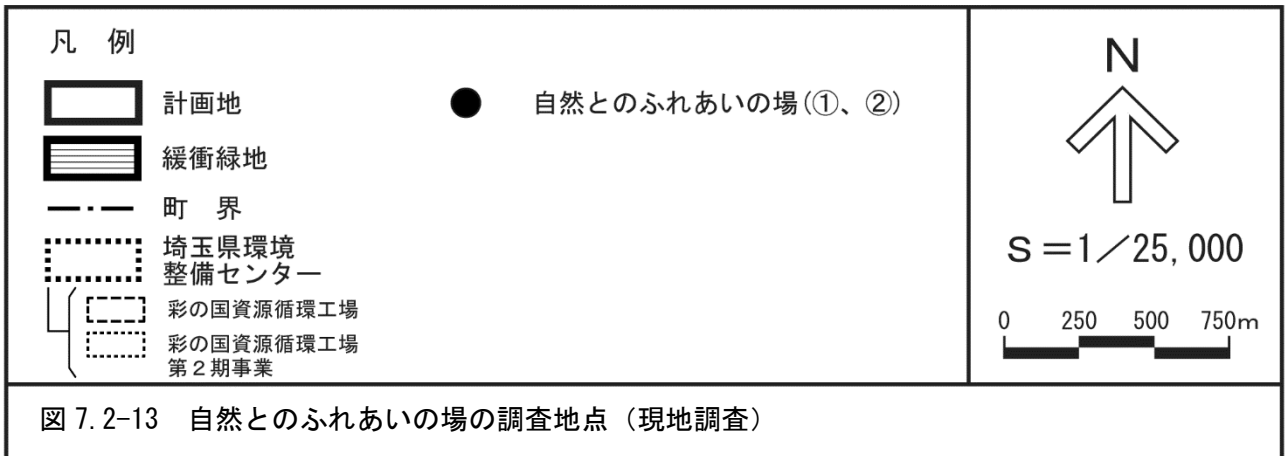 凡　例
計画地
自然とのふれあいの場(①、②)
緩衝緑地
町　界
埼玉県環境
整備センター
彩の国資源循環工場
彩の国資源循環工場
第２期事業
N
S＝1／25,000
0 250 500 750m
図 7.2-13　自然とのふれあいの場の調査地点（現地調査）